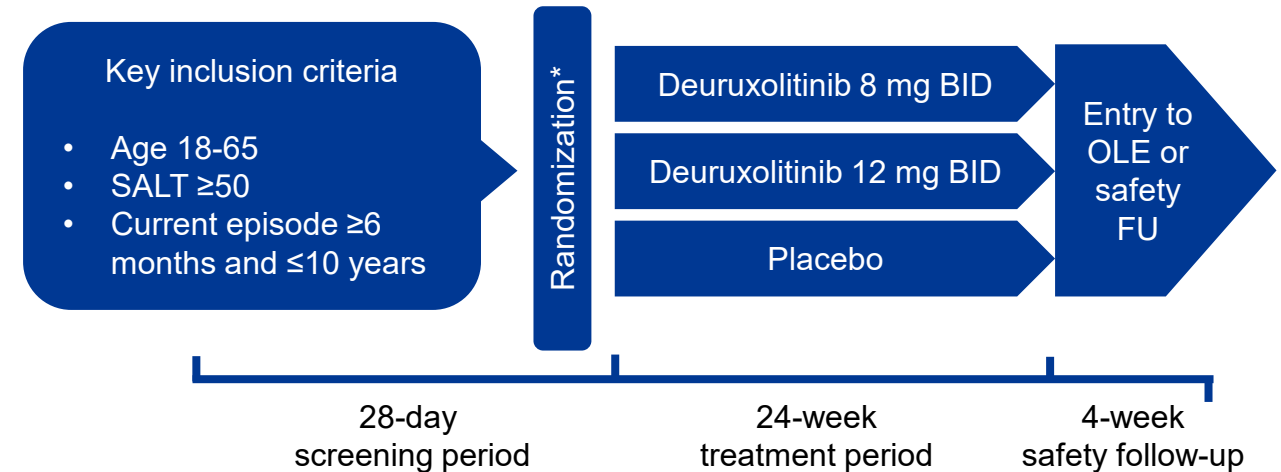 Key inclusion criteria
• Age 18-65
• SALT ≥50
• Current episode ≥6
months and ≤10 years
Randomization*
Deuruxolitinib 8 mg BID
Deuruxolitinib 12 mg BID
Placebo
Entry to
OLE or
safety
FU
28-day
screening period
24-week
treatment period
4-week
safety follow-up